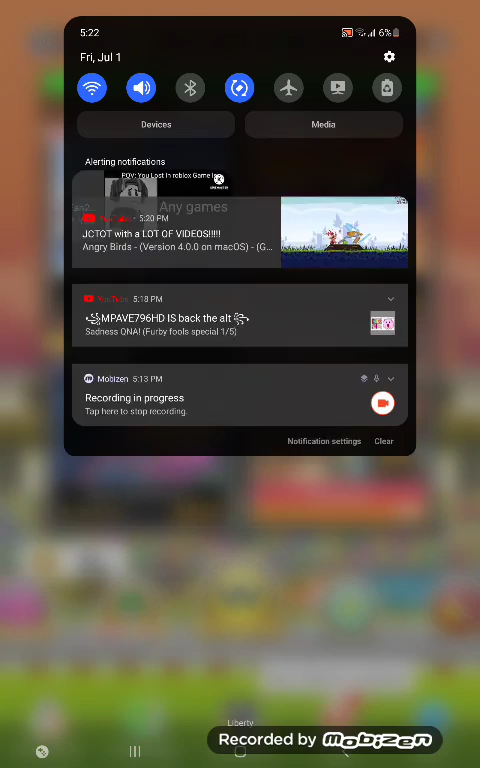 5:22
6%
Fri, Jul 1
Devices
Media
Alerting notifications
POV: You Lost In roblox Game
Any games
YouTube · 5:20 PM
JCTOT with a LOT OF VIDEOS!!!!!
Angry Birds - (Version 4.0.0 on macOS) - (G...
YouTube · 5:18 PM
꧁MPAVE796HD IS back the alt ꧂
Sadness QNA! (Furby fools special 1/5)
Mobizen · 5:13 PM
Recording in progress
Tap here to stop recording.
Notification settings
Clear
Liberty
Recorded by mobizen